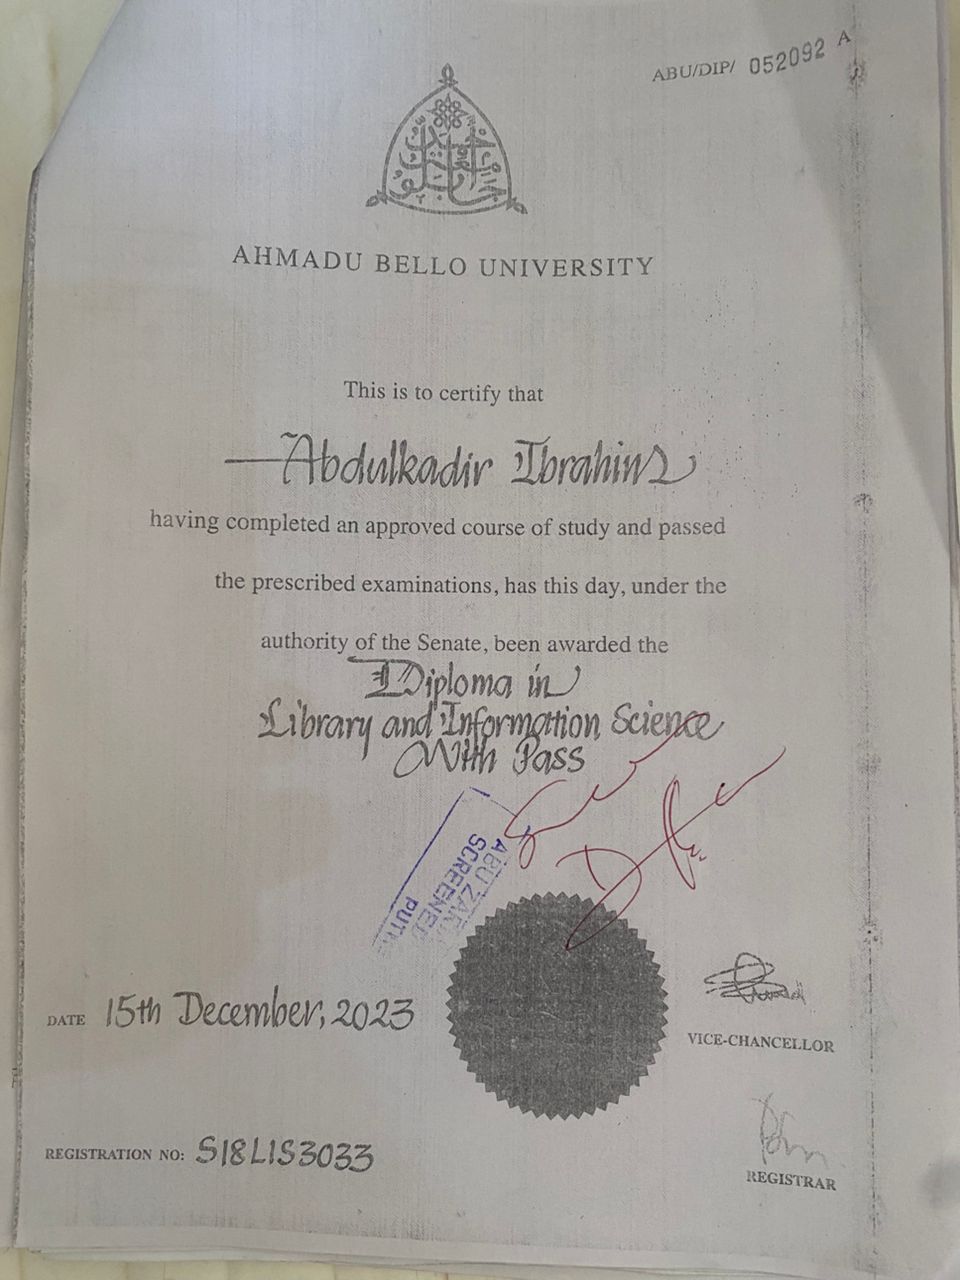 ABU/DIP/ 052092 A
AHMADU BELLO UNIVERSITY
This is to certify that
Abdulkadir Ibrahim
having completed an approved course of study and passed
the prescribed examinations, has this day, under the
authority of the Senate, been awarded the
Diploma in
Library and Information Science
With Pass
ABU ZAR
SCREENED
DATE 15th December, 2023
VICE-CHANCELLOR
REGISTRATION NO: S18LIS3033
REGISTRAR